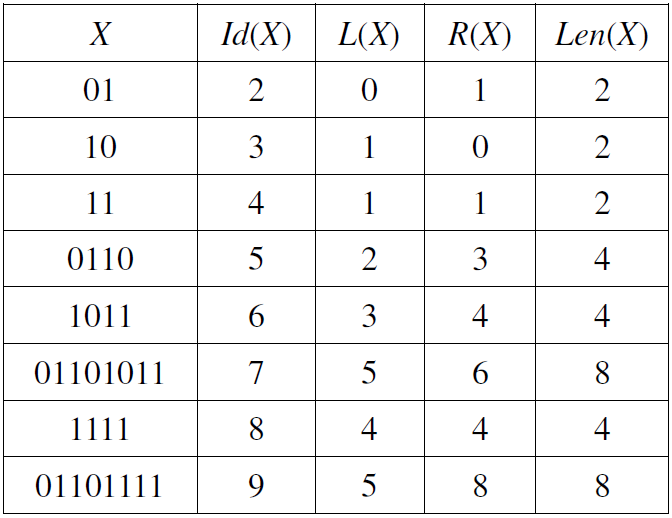 X Id(X) L(X) R(X) Len(X)
01 2 0 1 2
10 3 1 0 2
11 4 1 1 2
0110 5 2 3 4
1011 6 3 4 4
01101011 7 5 6 8
1111 8 4 4 4
01101111 9 5 8 8